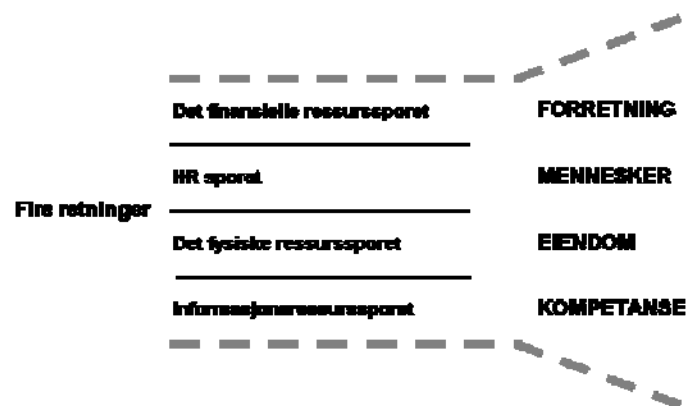 Det finansielle ressurssporet FORRETNING
HR sporet MENNESKER
Fire retninger
Det fysiske ressurssporet EIENDOM
Informasjonsressurssporet KOMPETANSE